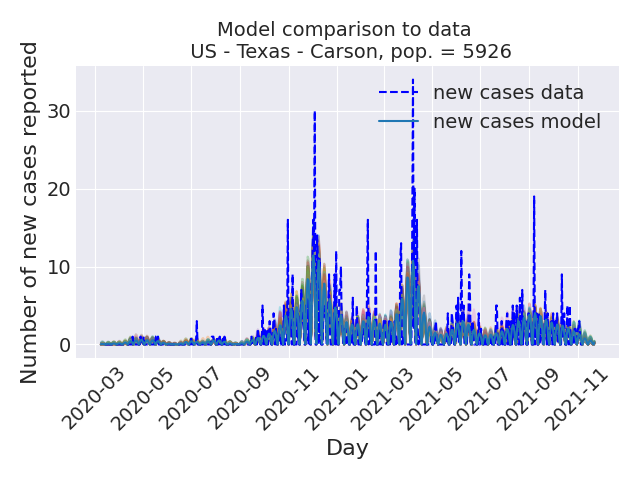 Model comparison to data
US - Texas - Carson, pop. = 5926
Number of new cases reported
30
20
10
0
new cases data
new cases model
2020-03
2020-05
2020-07
2020-09
2020-11
2021-01
2021-03
2021-05
2021-07
2021-09
2021-11
Day